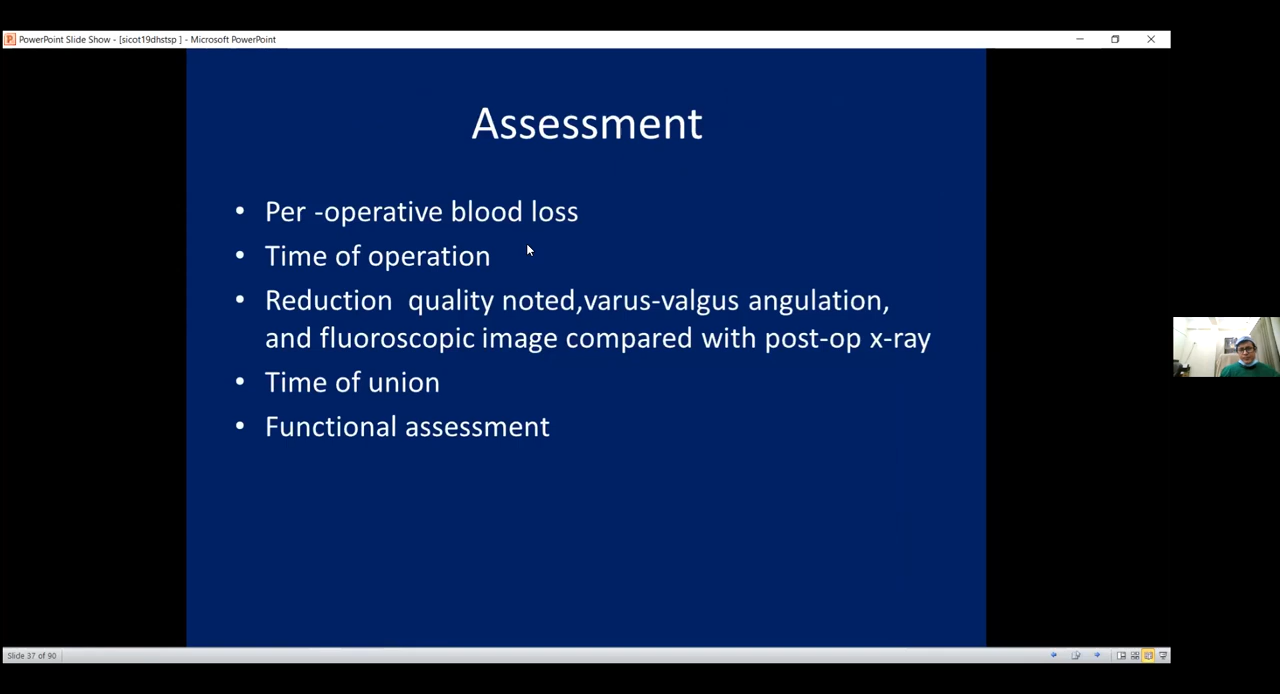 PowerPoint Slide Show - [sicot19dhstsp ] - Microsoft PowerPoint
Assessment
• Per -operative blood loss
• Time of operation
• Reduction  quality noted,varus-valgus angulation,
and fluoroscopic image compared with post-op x-ray
• Time of union
• Functional assessment
Slide 37 of 90